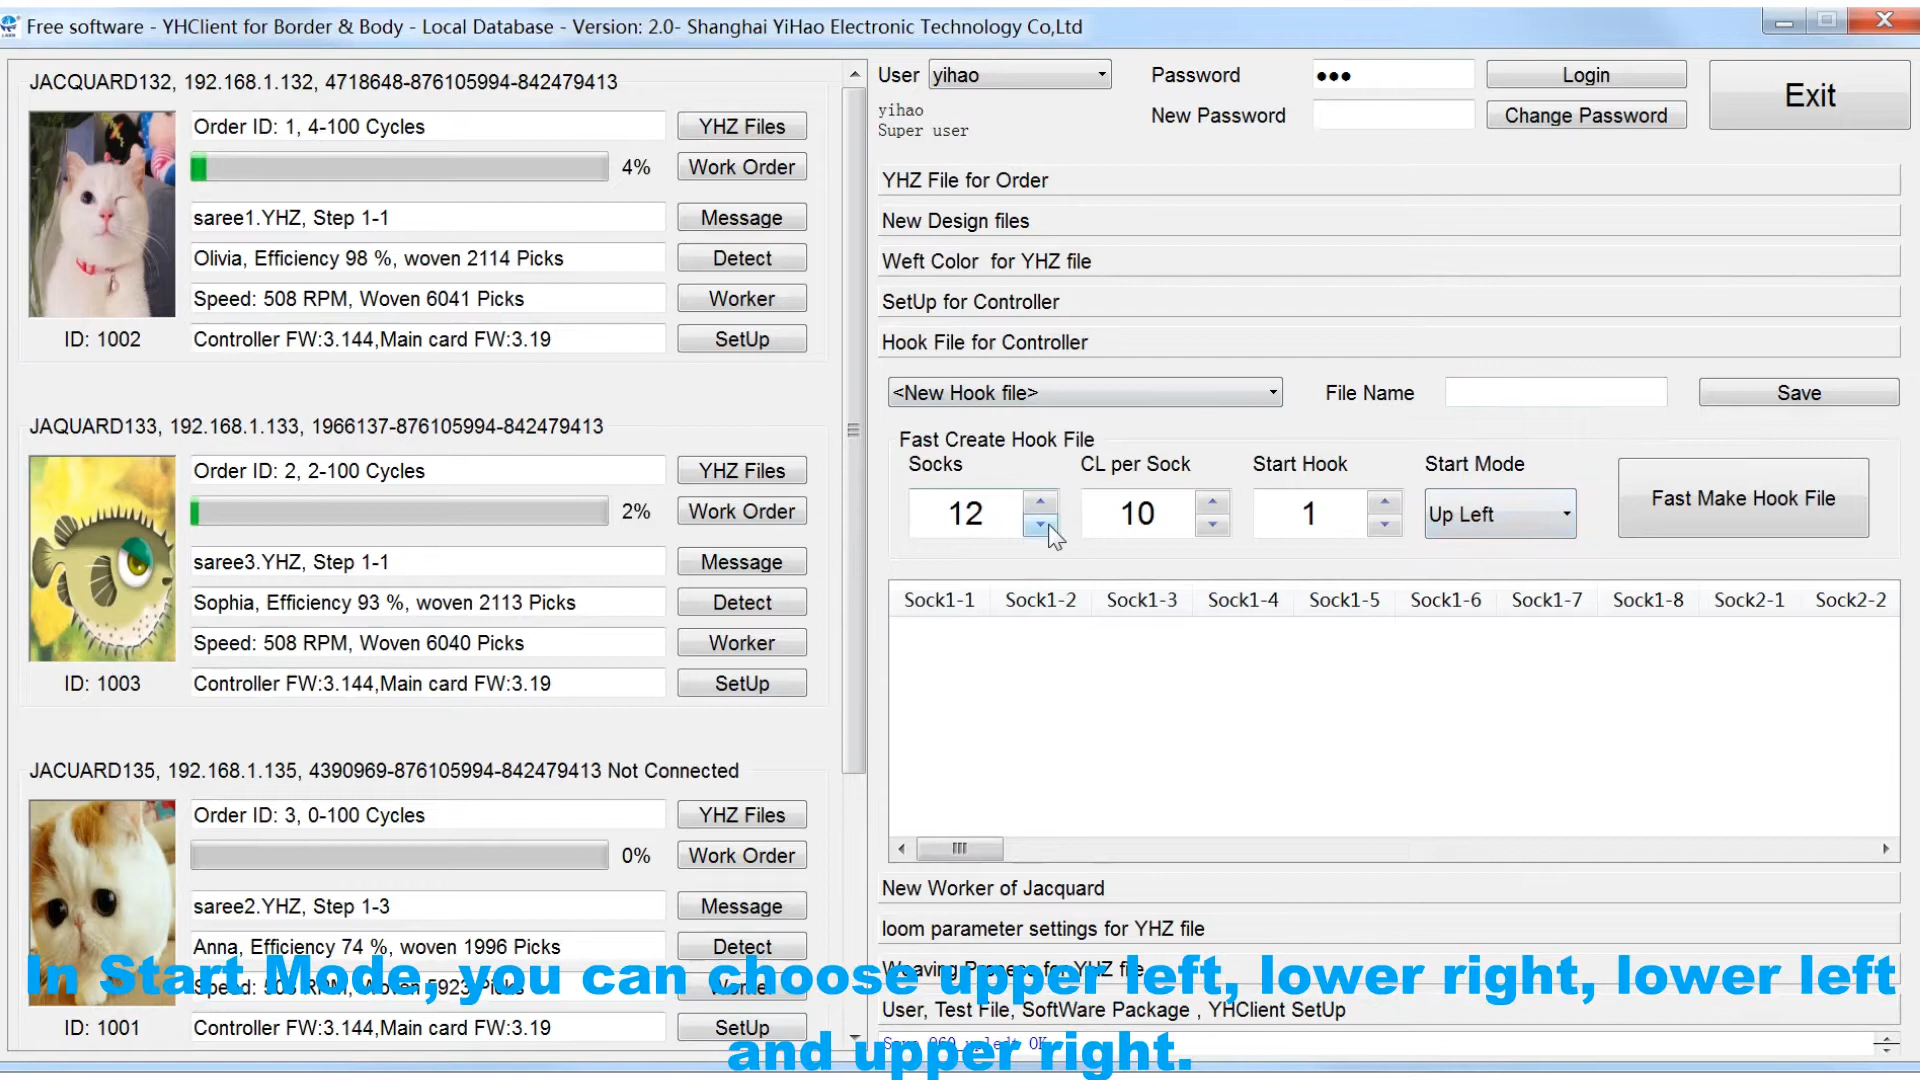 Free software - YHClient for Border & Body - Local Database - Version: 2.0- Shanghai YiHao Electronic Technology Co,Ltd
JACQUARD132, 192.168.1.132, 4718648-876105994-842479413
Order ID: 1, 4-100 Cycles
YHZ Files
4%
Work Order
saree1.YHZ, Step 1-1
Message
Olivia, Efficiency 98 %, woven 2114 Picks
Detect
Speed: 508 RPM, Woven 6041 Picks
Worker
ID: 1002
Controller FW:3.144,Main card FW:3.19
SetUp
JAQUARD133, 192.168.1.133, 1966137-876105994-842479413
Order ID: 2, 2-100 Cycles
YHZ Files
2%
Work Order
saree3.YHZ, Step 1-1
Message
Sophia, Efficiency 93 %, woven 2113 Picks
Detect
Speed: 508 RPM, Woven 6040 Picks
Worker
ID: 1003
Controller FW:3.144,Main card FW:3.19
SetUp
JACUARD135, 192.168.1.135, 4390969-876105994-842479413 Not Connected
Order ID: 3, 0-100 Cycles
YHZ Files
0%
Work Order
saree2.YHZ, Step 1-3
Message
Anna, Efficiency 74 %, woven 1996 Picks
Detect
Speed: 508 RPM, Woven 5923 Picks
Worker
ID: 1001
Controller FW:3.144,Main card FW:3.19
SetUp
User yihao Password ●●● Login Exit
yihao
Super user
New Password Change Password
YHZ File for Order
New Design files
Weft Color for YHZ file
SetUp for Controller
Hook File for Controller
<New Hook file> File Name Save
Fast Create Hook File
Socks CL per Sock Start Hook Start Mode
12 10 1 Up Left Fast Make Hook File
Sock1-1 Sock1-2 Sock1-3 Sock1-4 Sock1-5 Sock1-6 Sock1-7 Sock1-8 Sock2-1 Sock2-2
New Worker of Jacquard
loom parameter settings for YHZ file
Weaving Process for YHZ file
User, Test File, SoftWare Package , YHClient SetUp
OK
In Start Mode, you can choose upper left, lower right, lower left
and upper right.